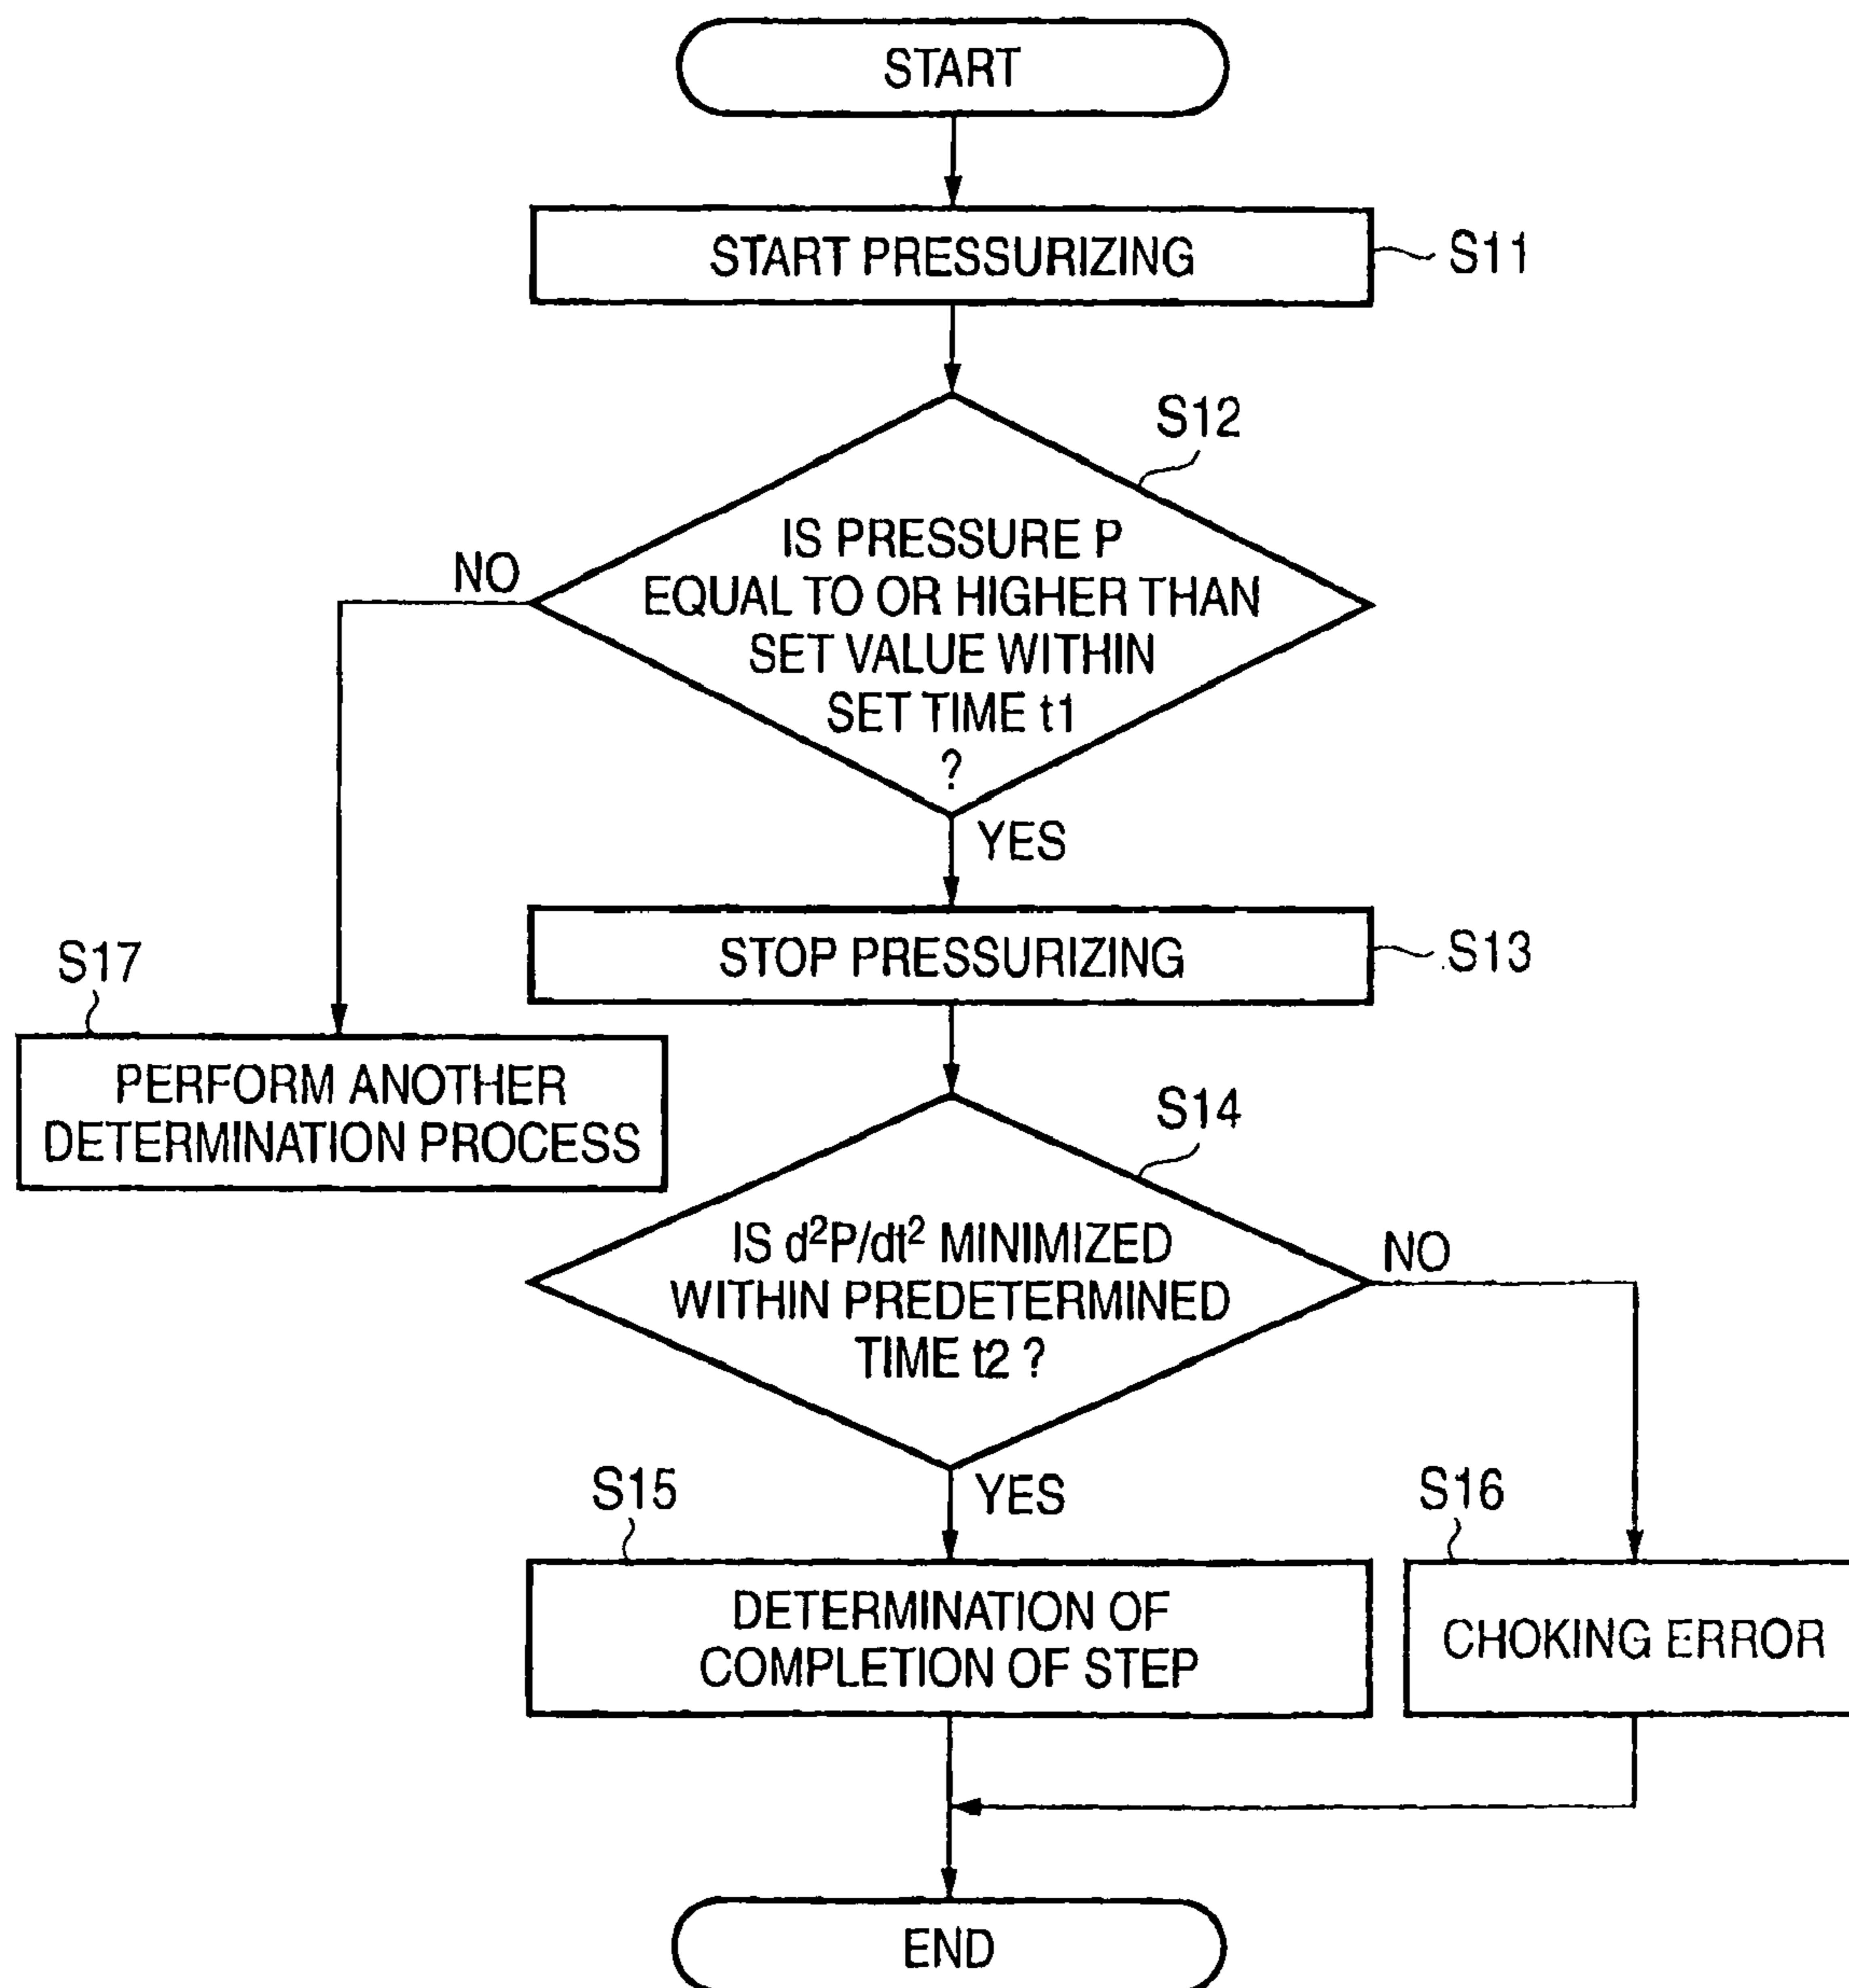 START
START PRESSURIZING
S11
S12
IS PRESSURE P
EQUAL TO OR HIGHER THAN
SET VALUE WITHIN
SET TIME t1
?
NO
YES
STOP PRESSURIZING
S13
S17
PERFORM ANOTHER
DETERMINATION PROCESS
S14
IS d²P/dt² MINIMIZED
WITHIN PREDETERMINED
TIME t2 ?
NO
YES
S15
DETERMINATION OF
COMPLETION OF STEP
S16
CHOKING ERROR
END